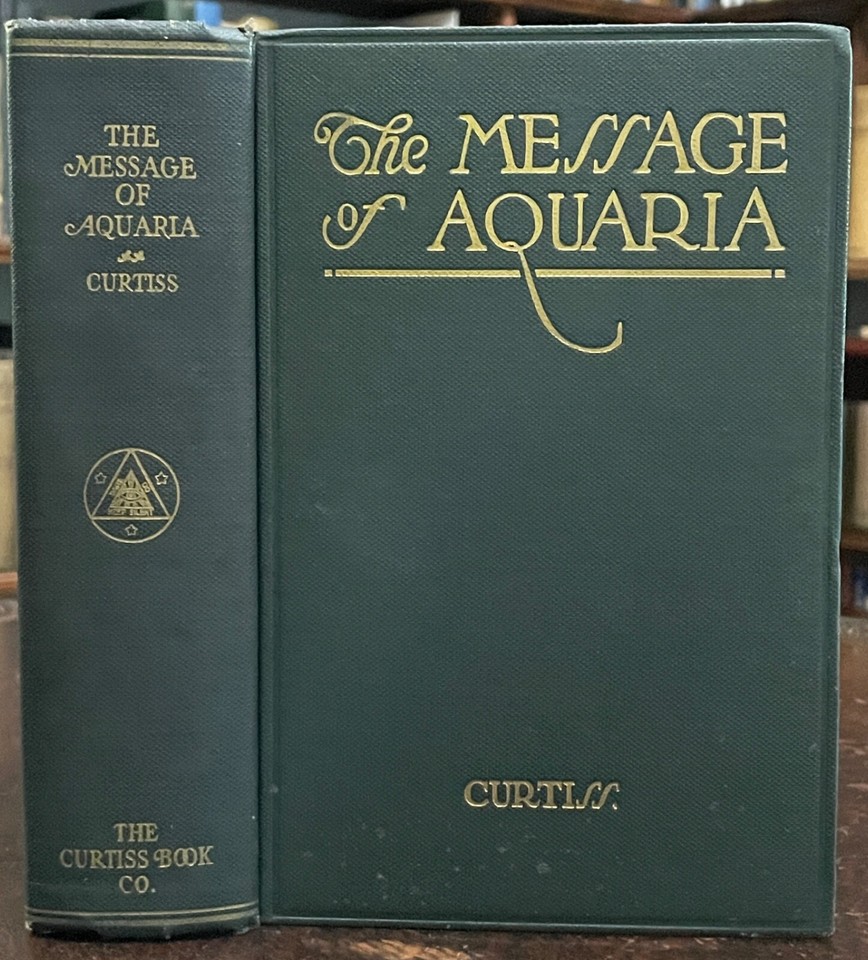 THE
MESSAGE
OF
AQUARIA
CURTISS
THE
CURTISS BOOK
CO.
The MESSAGE
of AQUARIA
CURTISS